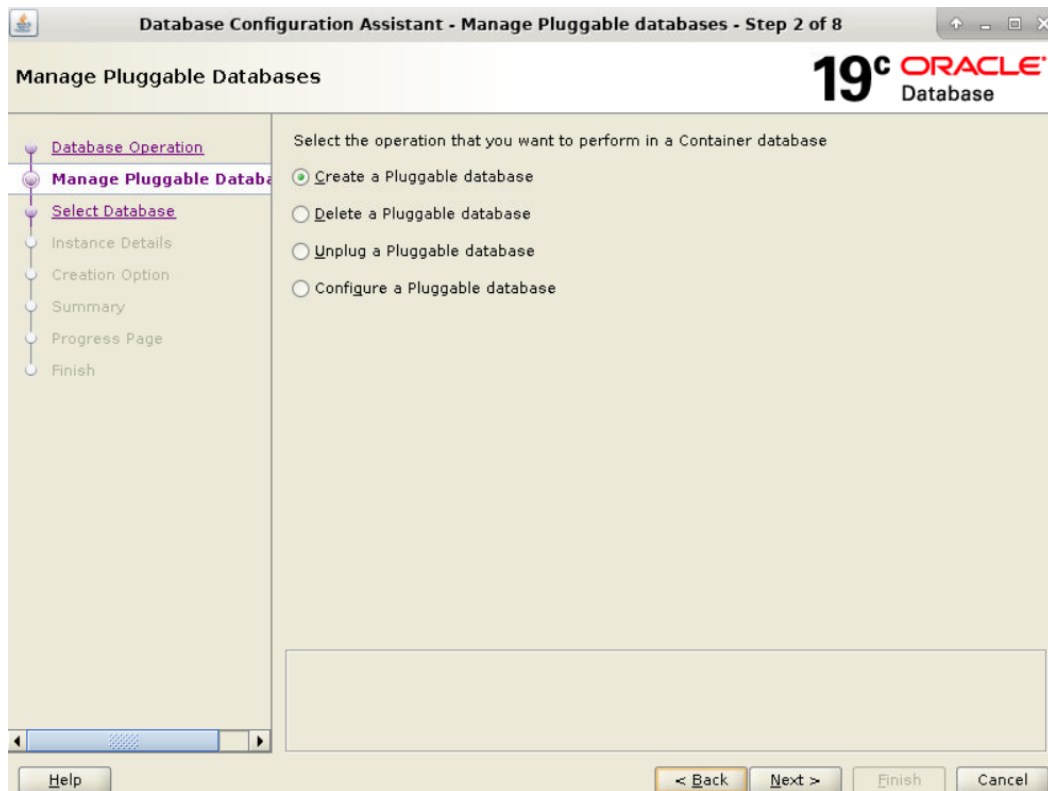 Database Configuration Assistant - Manage Pluggable databases - Step 2 of 8
Manage Pluggable Databases
19c ORACLE
Database
Database Operation
Manage Pluggable Databa
Select Database
Instance Details
Creation Option
Summary
Progress Page
Finish
Select the operation that you want to perform in a Container database
Create a Pluggable database
Delete a Pluggable database
Unplug a Pluggable database
Configure a Pluggable database
Help
< Back
Next >
Finish
Cancel